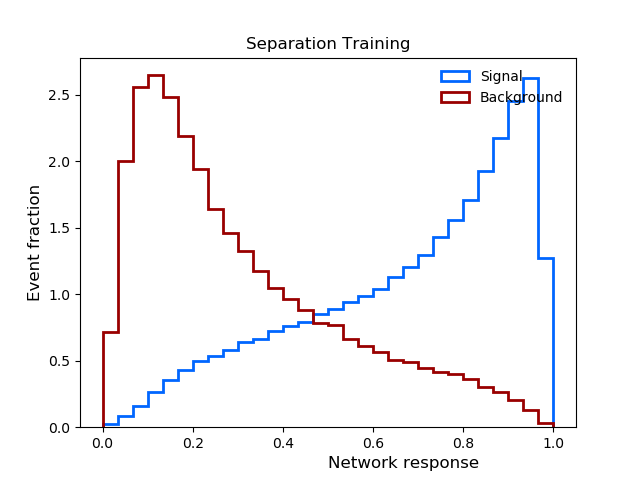 Separation Training
Signal
Background
Event fraction
2.5
2.0
1.5
1.0
0.5
0.0
0.0 0.2 0.4 0.6 0.8 1.0
Network response